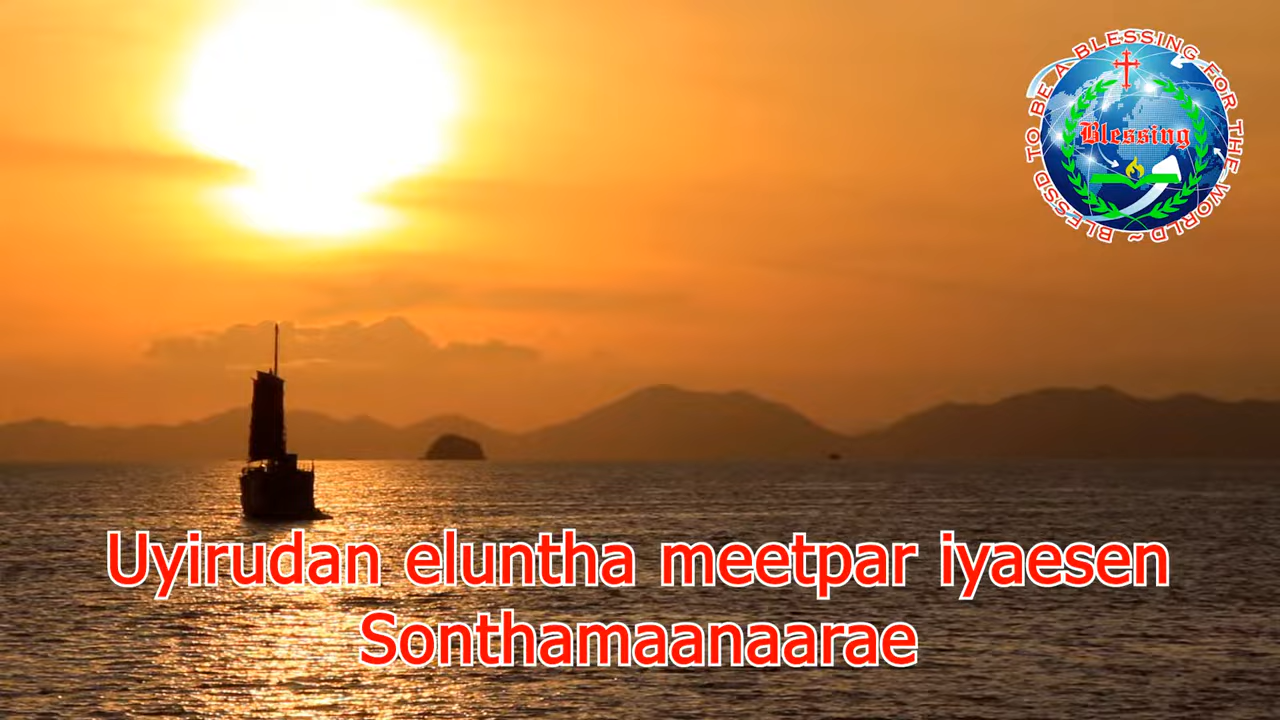 BLESSD TO BE A BLESSING FOR THE WORLD ~
Blessing
Uyirudan eluntha meetpar iyaesen
Sonthamaanaarae